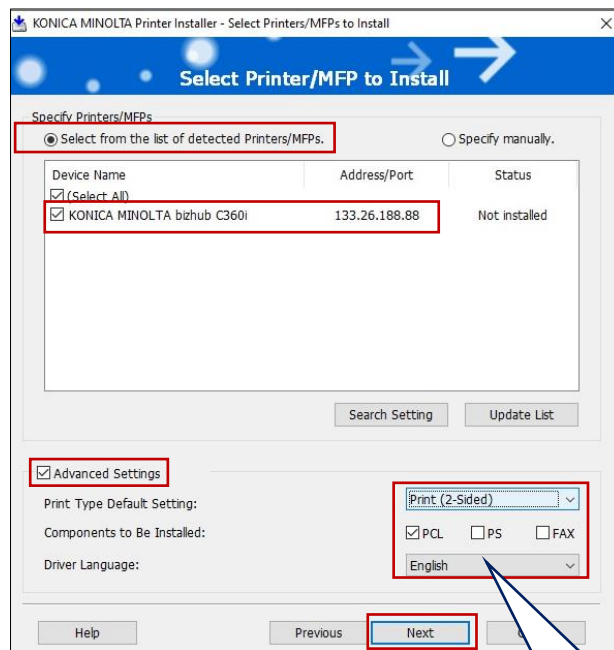 KONICA MINOLTA Printer Installer - Select Printers/MFPs to Install
Select Printer/MFP to Install
Specify Printers/MFPs
Select from the list of detected Printers/MFPs. Specify manually.
Device Name Address/Port Status
(Select All)
KONICA MINOLTA bizhub C360i 133.26.188.88 Not installed
Search Setting Update List
Advanced Settings
Print Type Default Setting: Print (2-Sided)
Components to Be Installed: PCL PS FAX
Driver Language: English
Help Previous Next